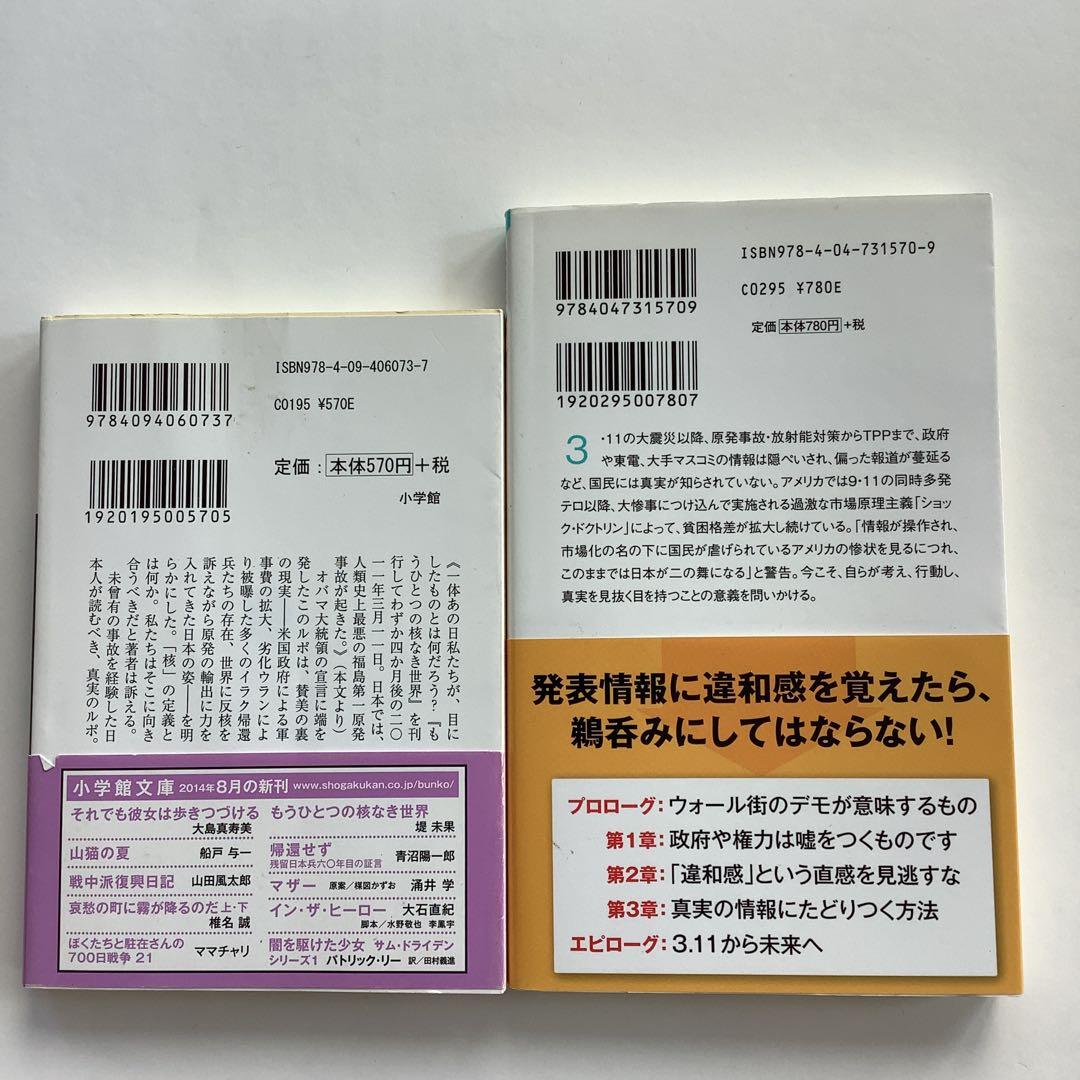 ISBN978-4-09-406073-7
9784094060737
C0195 ¥570E
定価：本体570円＋税
1920195005705
小学館
《一体あの日私たちが、目に
したものとは何だろう？『も
うひとつの核なき世界』を刊
行してわずか四か月後の二〇
一一年三月一一日。日本では、
人類史上最悪の福島第一原発
事故が起きた。》（本文より）
オバマ大統領の宣言に端を
発したこのルポは、賛美の裏
の現実――米国政府による軍
事費の拡大、劣化ウランによ
り被曝した多くのイラク帰還
兵たちの存在、世界に反核を
訴えながら原発の輸出に力を
入れてきた日本の姿――を明
らかにした。「核」の定義と
は何か。私たちはそこに向き
合うべきだと著者は訴える。
未曾有の事故を経験した日
本人が読むべき、真実のルポ。
小学館文庫 2014年8月の新刊 www.shogakukan.co.jp/bunko/
それでも彼女は歩きつづける
大島真寿美
山猫の夏 船戸与一
戦中派復興日記 山田風太郎
哀愁の町に霧が降るのだ上・下
椎名誠
ぼくたちと駐在さんの
700日戦争 21 ママチャリ
もうひとつの核なき世界
堤 未果
帰還せず
残留日本兵六〇年目の証言 青沼陽一郎
マザー 原案／楳図かずお 涌井 学
イン・ザ・ヒーロー 大石直紀
脚本／水野敬也 李鳳宇
闇を駆けた少女 サム・ドライデン
シリーズ1 パトリック・リー 訳／田村義進
ISBN978-4-04-731570-9
9784047315709
C0295 ¥780E
定価 本体780円＋税
1920295007807
3・11の大震災以降、原発事故・放射能対策からTPPまで、政府
や東電、大手マスコミの情報は隠ぺいされ、偏った報道が蔓延る
など、国民には真実が知らされていない。アメリカでは9・11の同時多発
テロ以降、大惨事につけ込んで実施される過激な市場原理主義「ショッ
ク・ドクトリン」によって、貧困格差が拡大し続けている。「情報が操作され、
市場化の名の下に国民が虐げられているアメリカの惨状を見るにつれ、
このままでは日本が二の舞になる」と警告。今こそ、自らが考え、行動し、
真実を見抜く目を持つことの意義を問いかける。
発表情報に違和感を覚えたら、
鵜呑みにしてはならない！
プロローグ：ウォール街のデモが意味するもの
第1章：政府や権力は嘘をつくものです
第2章：「違和感」という直感を見逃すな
第3章：真実の情報にたどりつく方法
エピローグ：3.11から未来へ